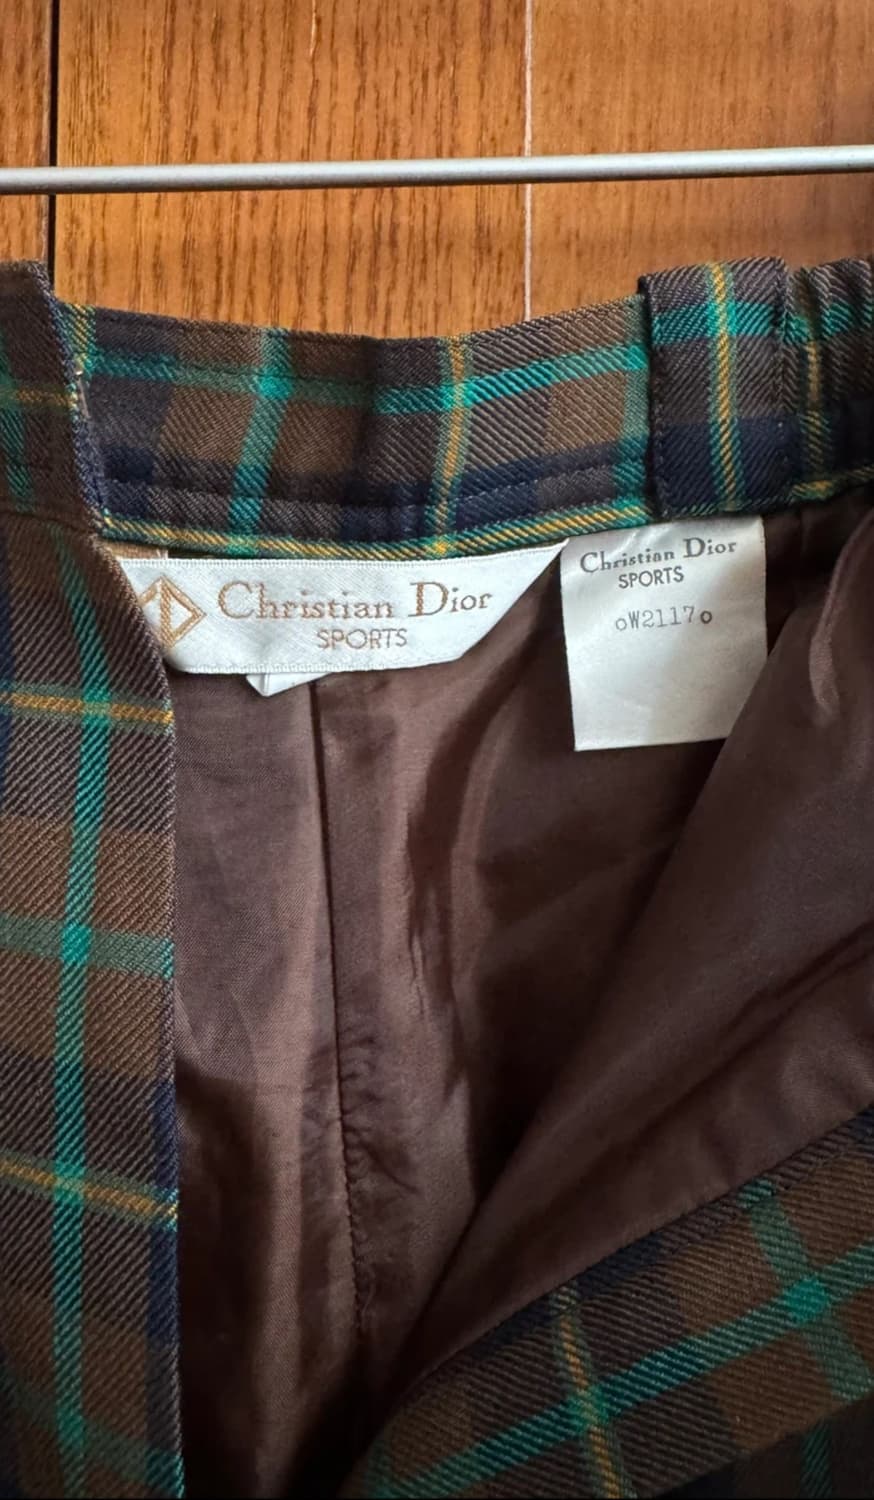 Christian Dior
SPORTS
Christian Dior
SPORTS
oW2117o